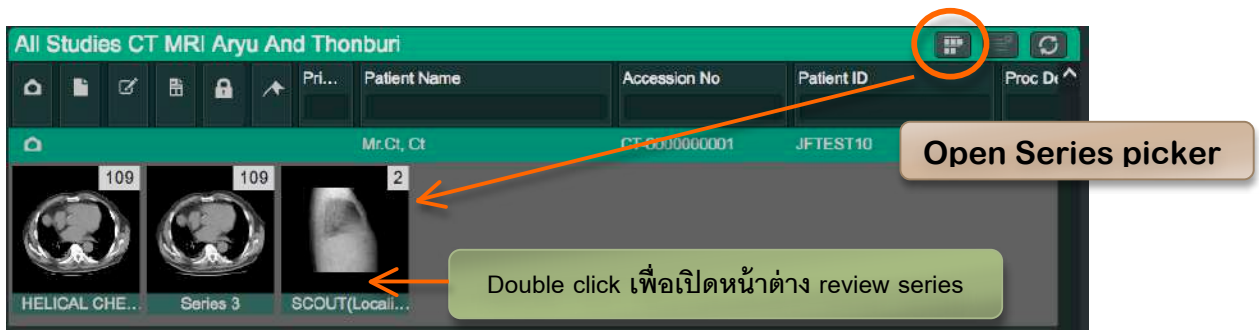 All Studies CT MRI Aryu And Thonburi
Pri... Patient Name Accession No Patient ID Proc De
Mr.Ct, Ct CT-0000000001 JFTEST10
Open Series picker
109 109 2
Double click เพื่อเปิดหน้าต่าง review series
HELICAL CHE... Series 3 SCOUT(Locali...